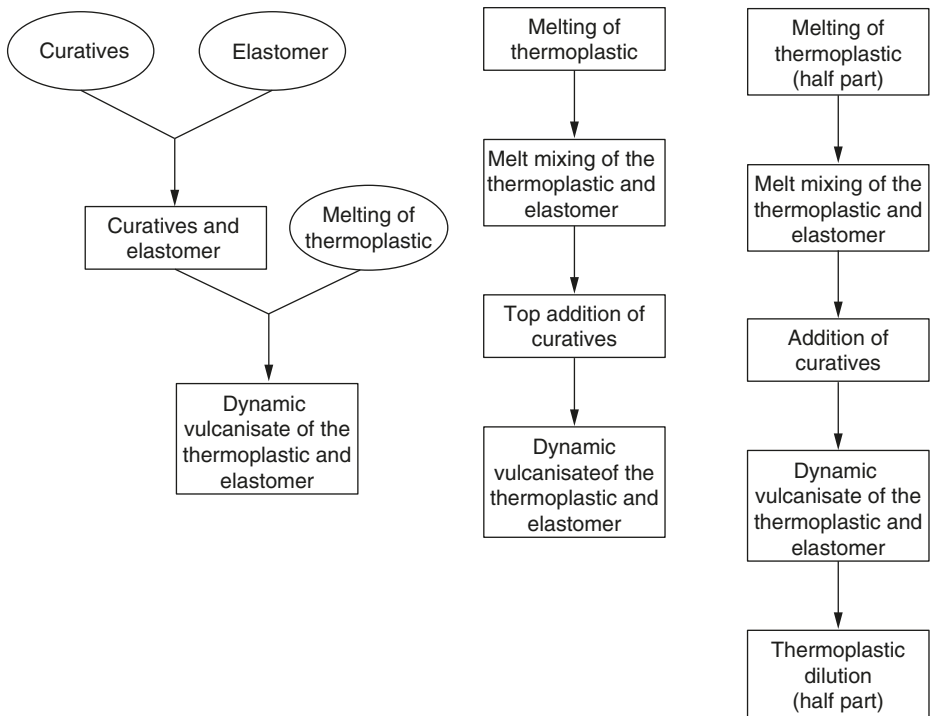 Curatives
Elastomer
Curatives and
elastomer
Melting of
thermoplastic
Dynamic
vulcanisate of the
thermoplastic and
elastomer
Melting of
thermoplastic
Melt mixing of the
thermoplastic and
elastomer
Top addition of
curatives
Dynamic
vulcanisateof the
thermoplastic and
elastomer
Melting of
thermoplastic
(half part)
Melt mixing of the
thermoplastic and
elastomer
Addition of
curatives
Dynamic
vulcanisate of the
thermoplastic and
elastomer
Thermoplastic
dilution
(half part)